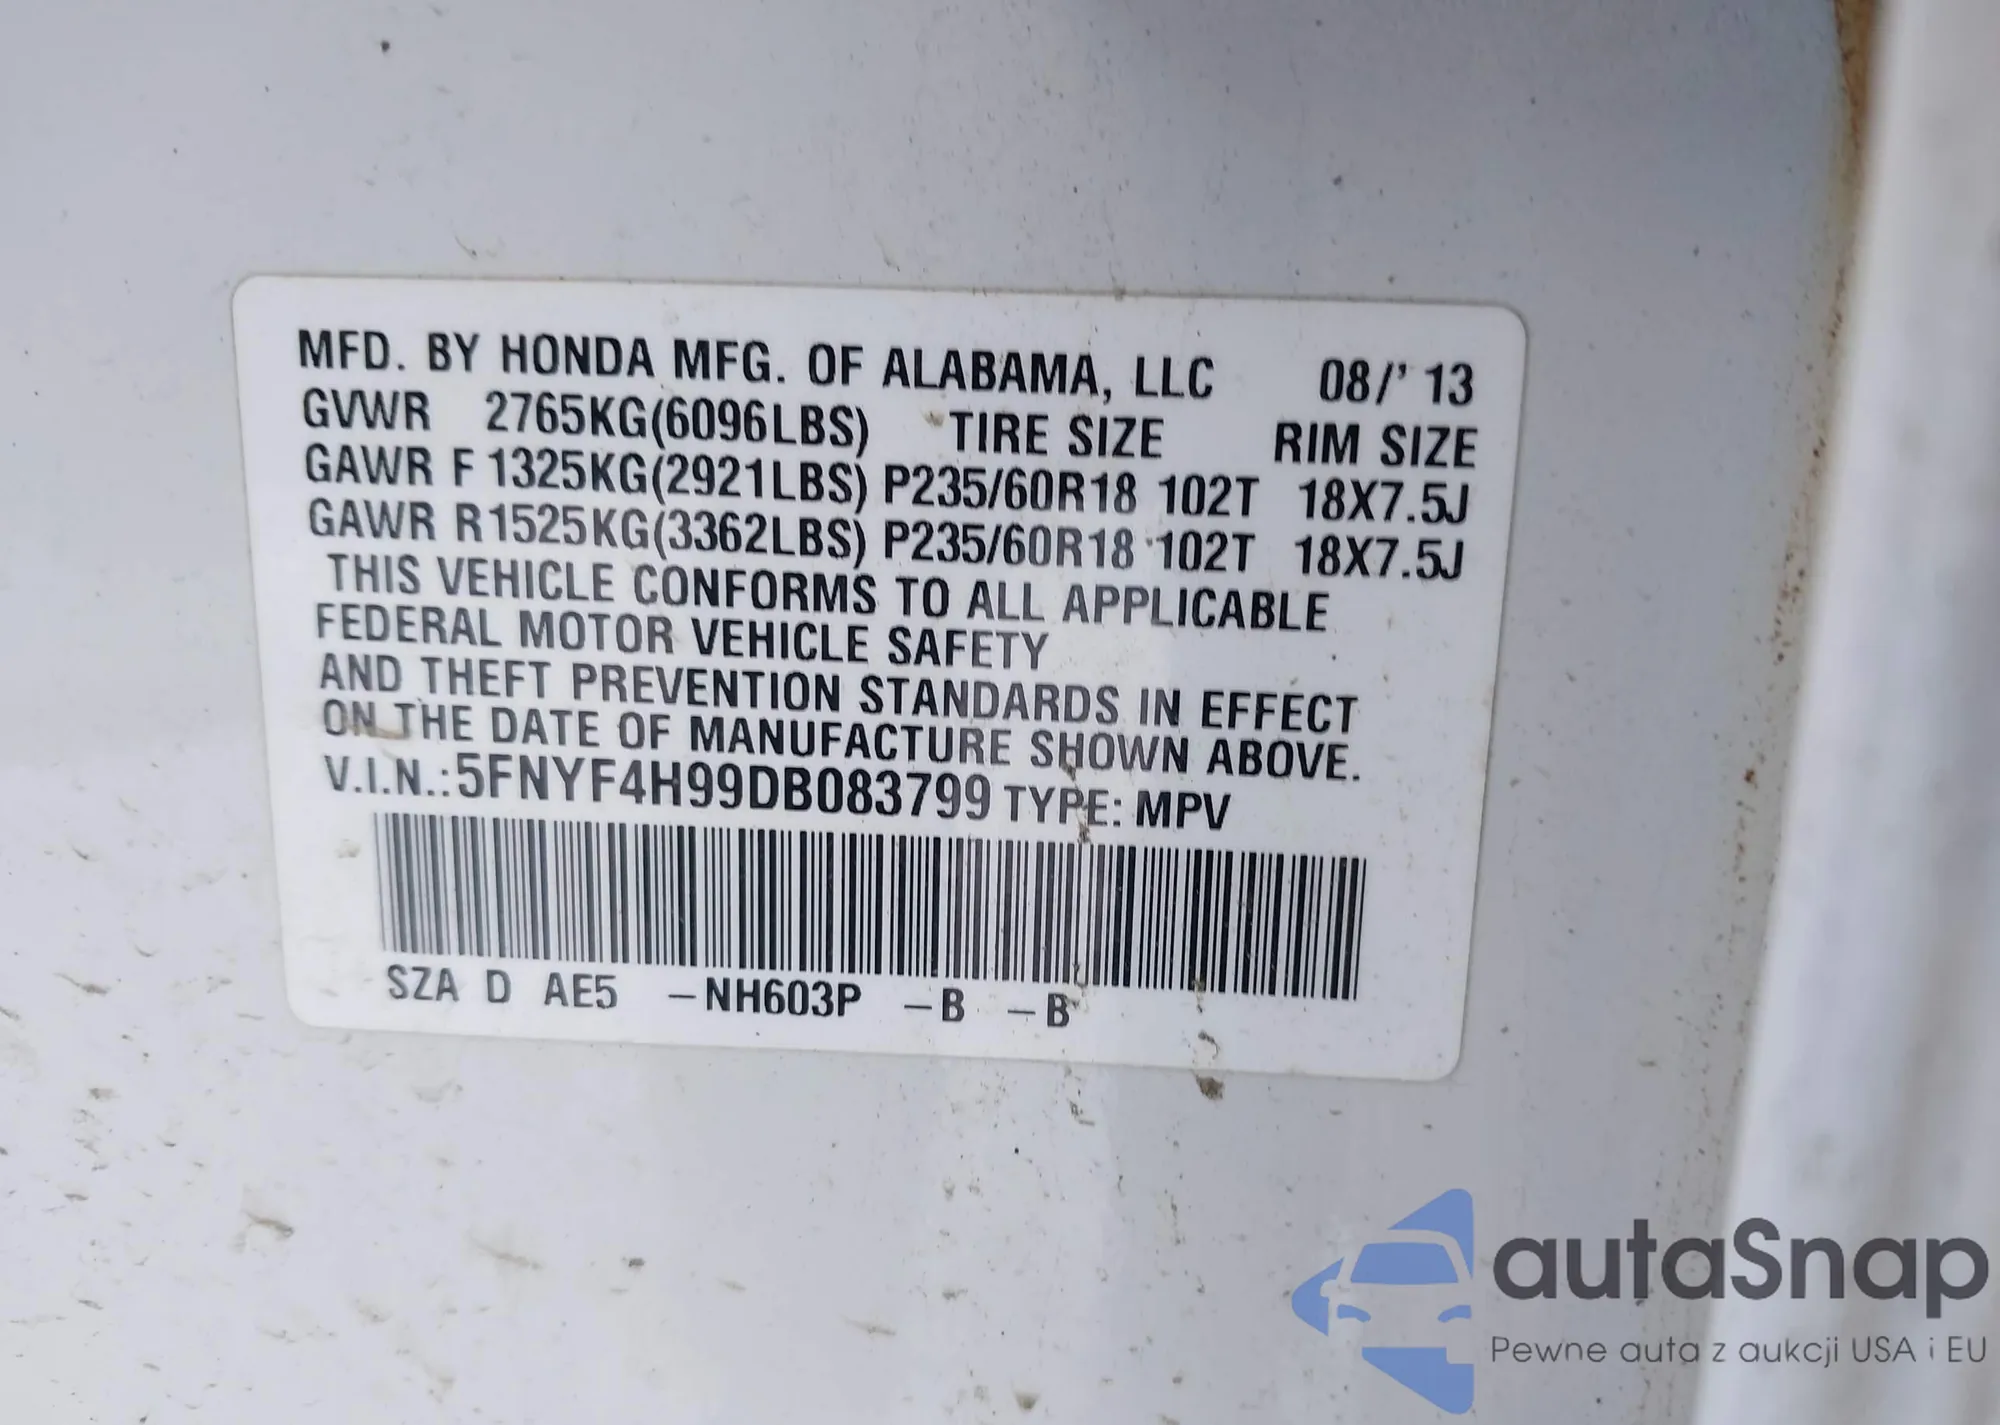 MFD. BY HONDA MFG. OF ALABAMA, LLC 08/' 13
GVWR 2765KG(6096LBS) TIRE SIZE RIM SIZE
GAWR F 1325KG(2921LBS) P235/60R18 102T 18X7.5J
GAWR R1525KG(3362LBS) P235/60R18 102T 18X7.5J
THIS VEHICLE CONFORMS TO ALL APPLICABLE
FEDERAL MOTOR VEHICLE SAFETY
AND THEFT PREVENTION STANDARDS IN EFFECT
ON THE DATE OF MANUFACTURE SHOWN ABOVE.
V.I.N.:5FNYF4H99DB083799 TYPE: MPV
SZA D AE5 –NH603P –B –B
autaSnap
Pewne auta z aukcji USA i EU